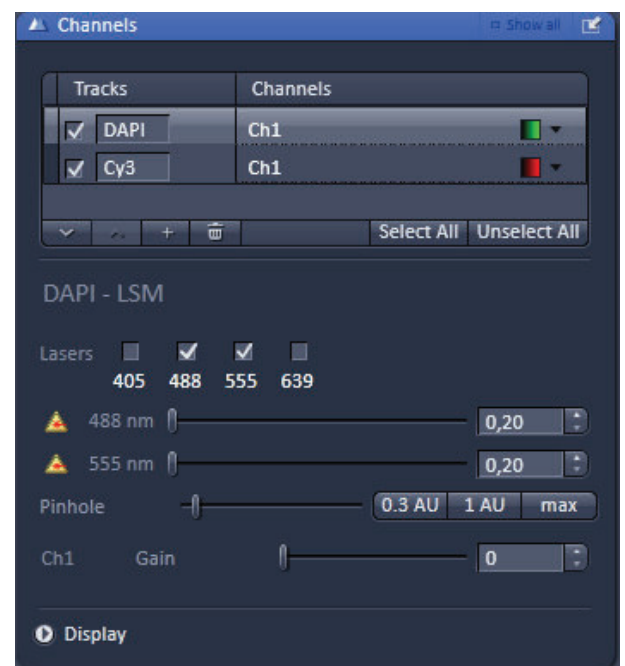 Channels Show all
Tracks Channels
DAPI Ch1
Cy3 Ch1
Select All Unselect All
DAPI - LSM
Lasers
405 488 555 639
488 nm 0,20
555 nm 0,20
Pinhole 0.3 AU 1 AU max
Ch1 Gain 0
Display